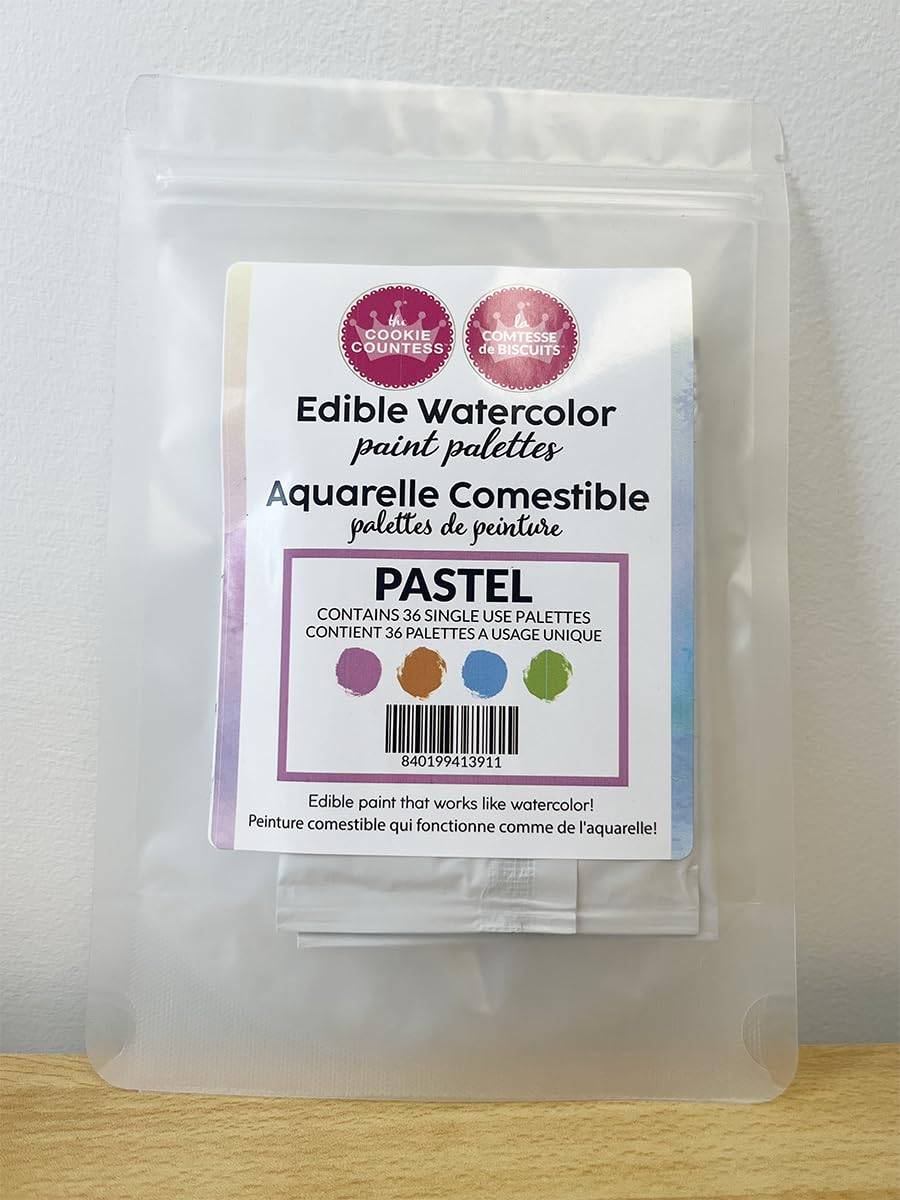 the
COOKIE
COUNTESS™
la
COMTESSE
de BISCUITS™
Edible Watercolor
paint palettes
Aquarelle Comestible
palettes de peinture
PASTEL
CONTAINS 36 SINGLE USE PALETTES
CONTIENT 36 PALETTES A USAGE UNIQUE
840199413911
Edible paint that works like watercolor!
Peinture comestible qui fonctionne comme de l'aquarelle!